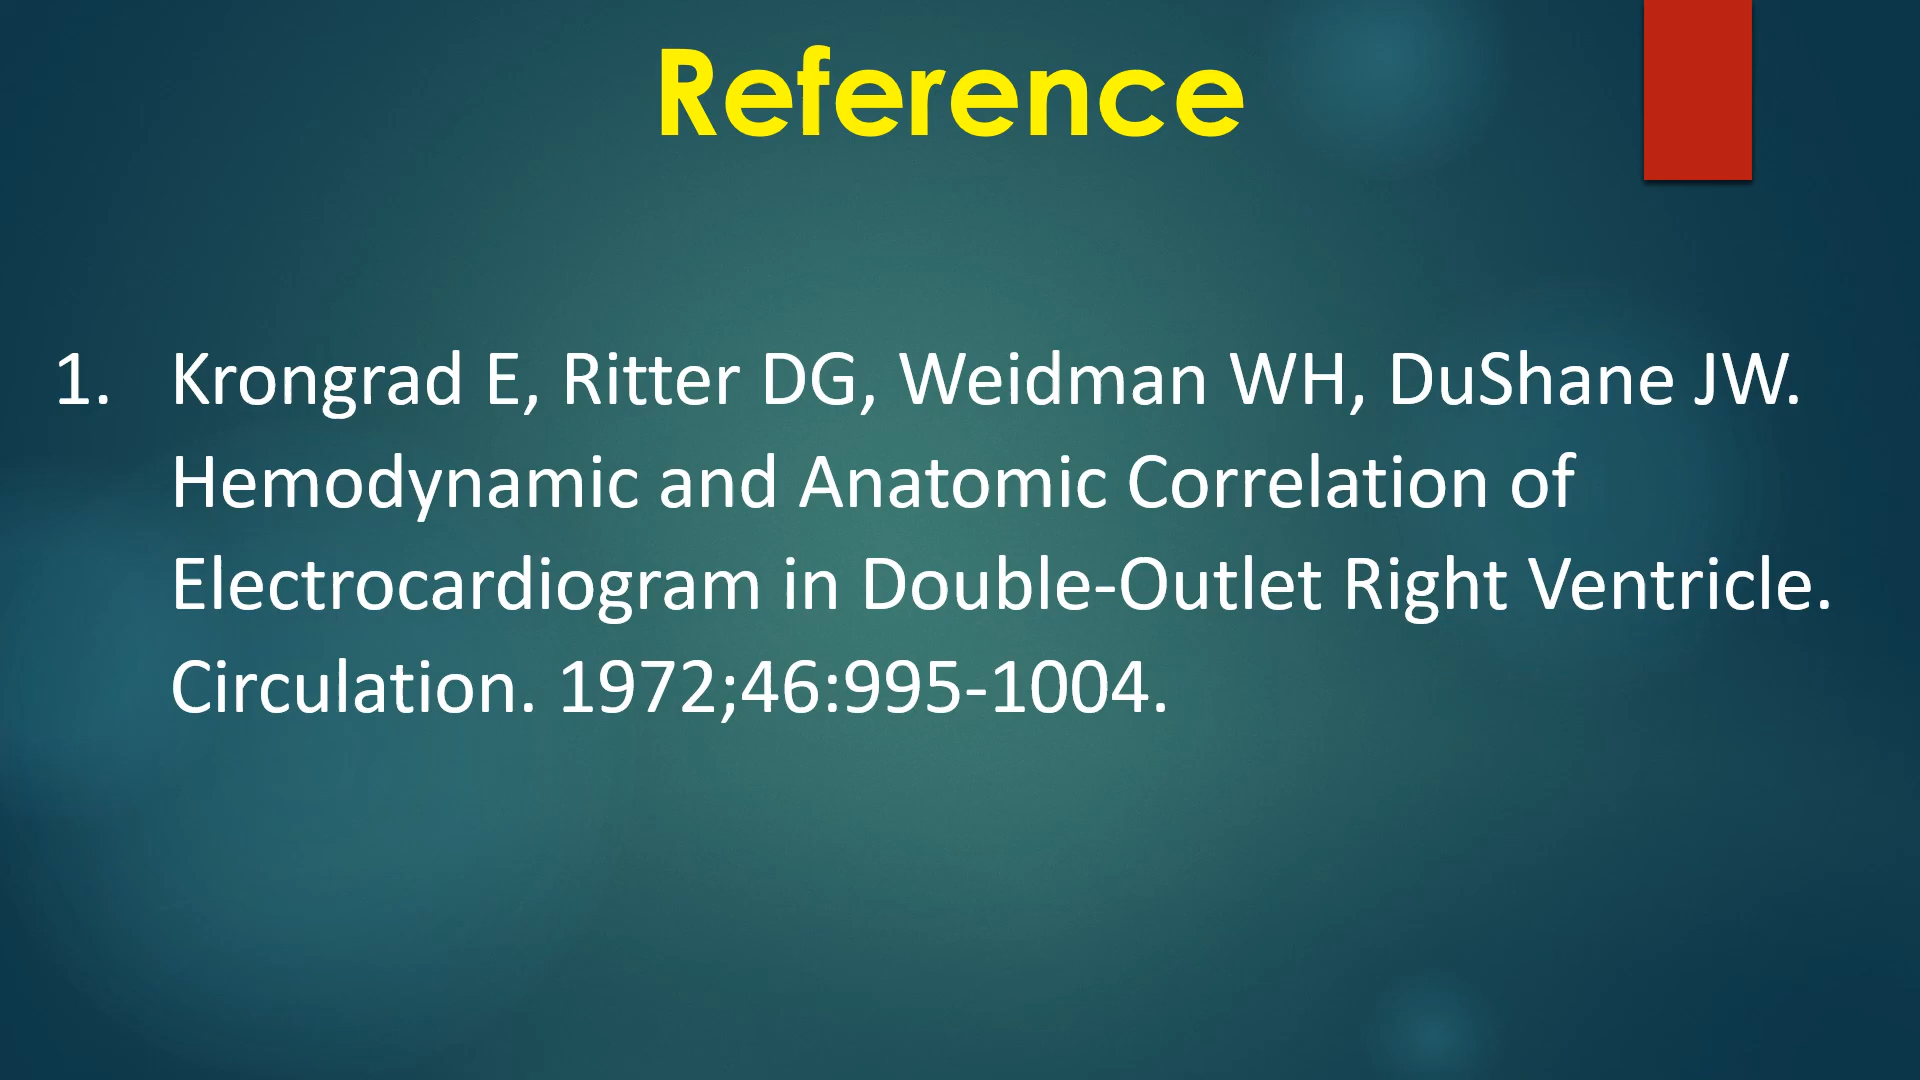 Reference
1. Krongrad E, Ritter DG, Weidman WH, DuShane JW.
Hemodynamic and Anatomic Correlation of
Electrocardiogram in Double-Outlet Right Ventricle.
Circulation. 1972;46:995-1004.